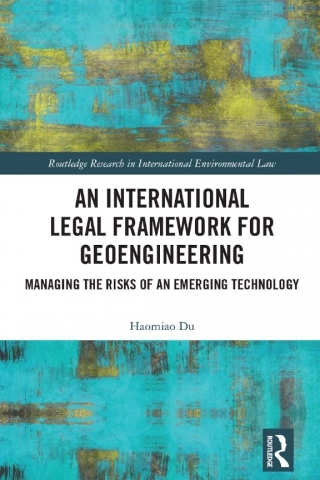 Routledge Research in International Environmental Law
AN INTERNATIONAL
LEGAL FRAMEWORK FOR
GEOENGINEERING
MANAGING THE RISKS OF AN EMERGING TECHNOLOGY
Haomiao Du
ROUTLEDGE